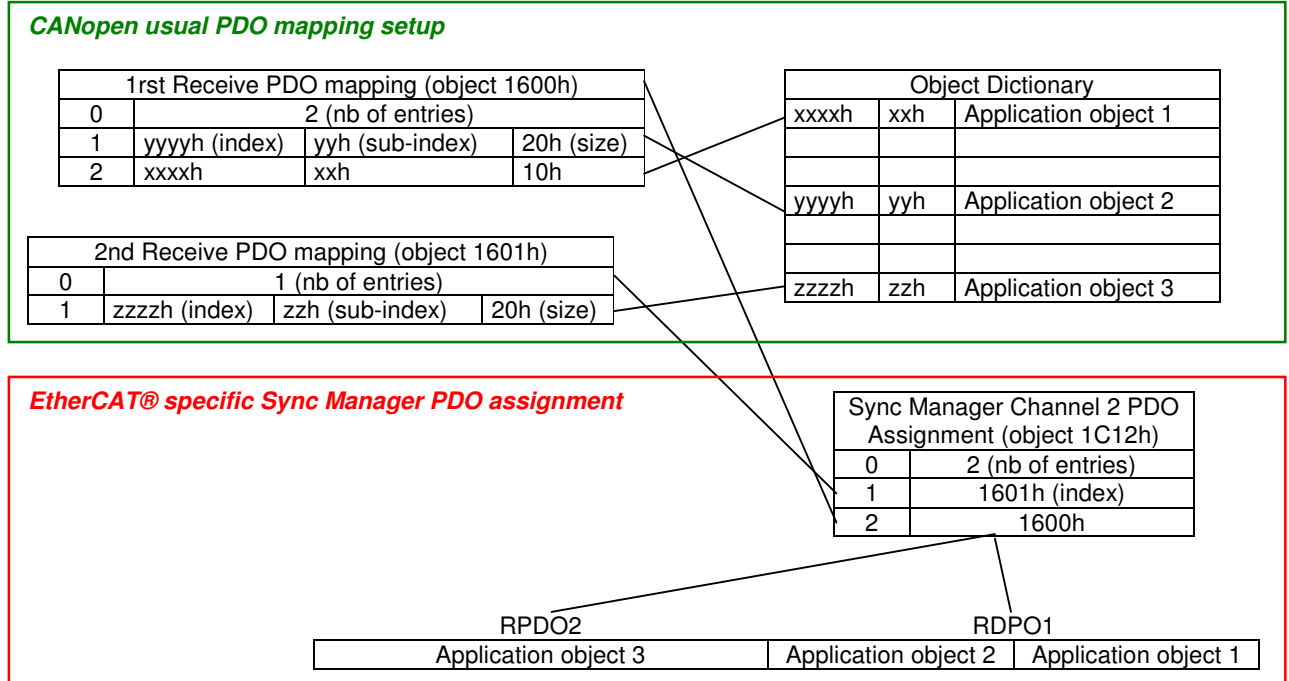 CANopen usual PDO mapping setup
1rst Receive PDO mapping (object 1600h)
0 2 (nb of entries)
1 yyyyh (index) yyh (sub-index) 20h (size)
2 xxxxh xxh 10h
Object Dictionary
xxxxh xxh Application object 1
yyyyh yyh Application object 2
zzzzh zzh Application object 3
2nd Receive PDO mapping (object 1601h)
0 1 (nb of entries)
1 zzzzh (index) zzh (sub-index) 20h (size)
EtherCAT® specific Sync Manager PDO assignment
Sync Manager Channel 2 PDO
Assignment (object 1C12h)
0 2 (nb of entries)
1 1601h (index)
2 1600h
RPDO2 RDPO1
Application object 3 Application object 2 Application object 1